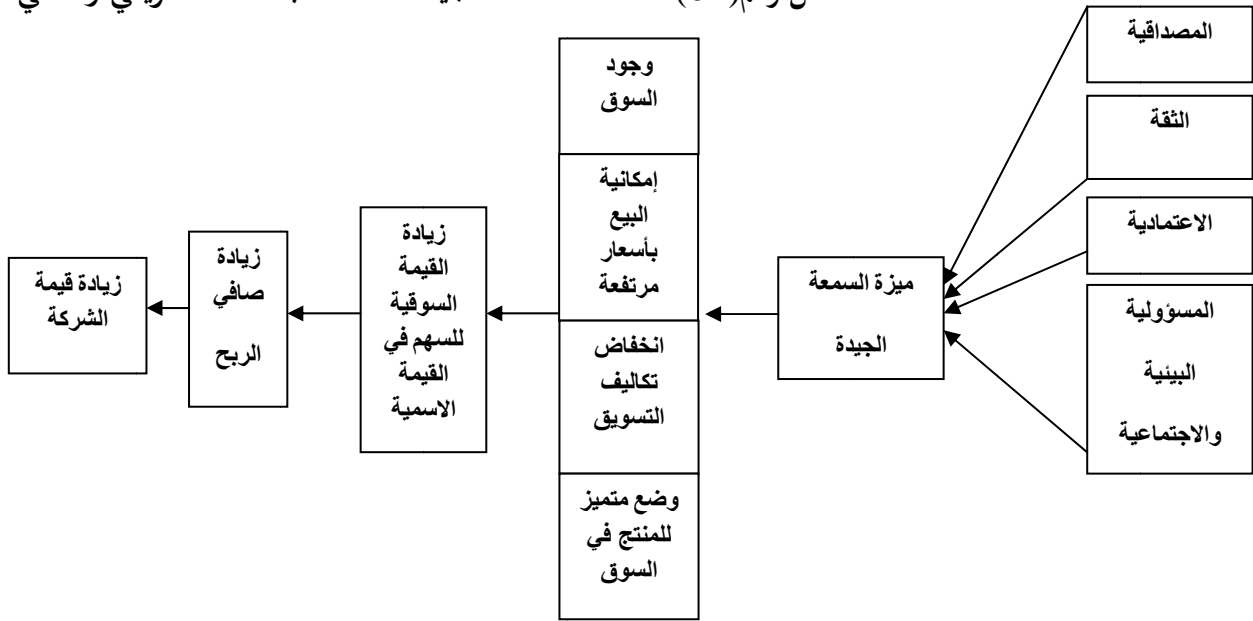 المصداقية
الثقة
الاعتمادية
المسؤولية
البيئية
والاجتماعية
ميزة السمعة
الجيدة
وجود
السوق
إمكانية
البيع
بأسعار
مرتفعة
انخفاض
تكاليف
التسويق
وضع متميز
للمنتج في
السوق
زيادة
القيمة
السوقية
للسهم في
القيمة
الاسمية
زيادة
صافي
الربح
زيادة قيمة
الشركة